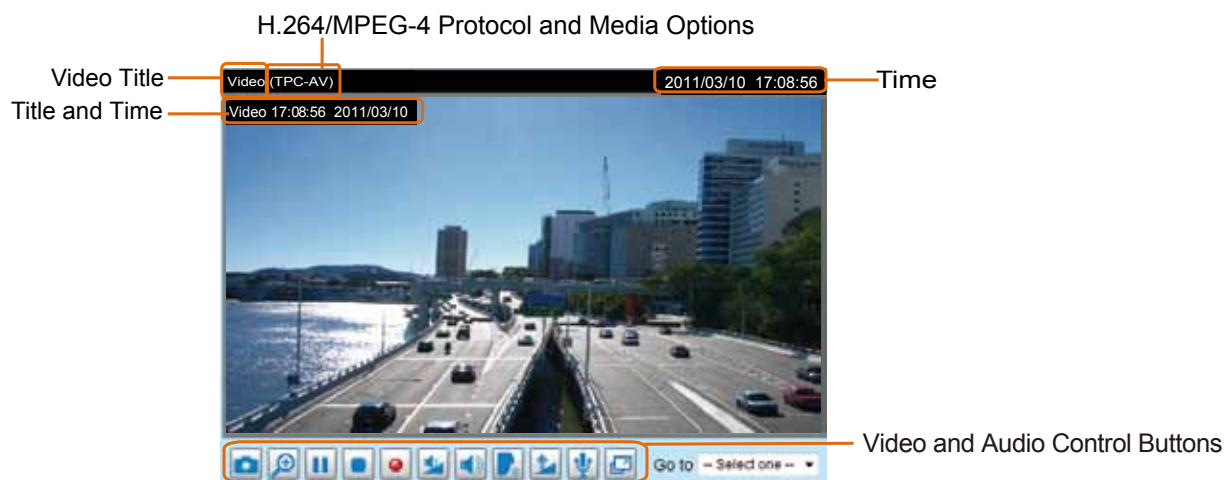 H.264/MPEG-4 Protocol and Media Options
Video Title
Video (TPC-AV)
2011/03/10 17:08:56
Time
Title and Time
Video 17:08:56 2011/03/10
Video and Audio Control Buttons
Go to
-- Select one --